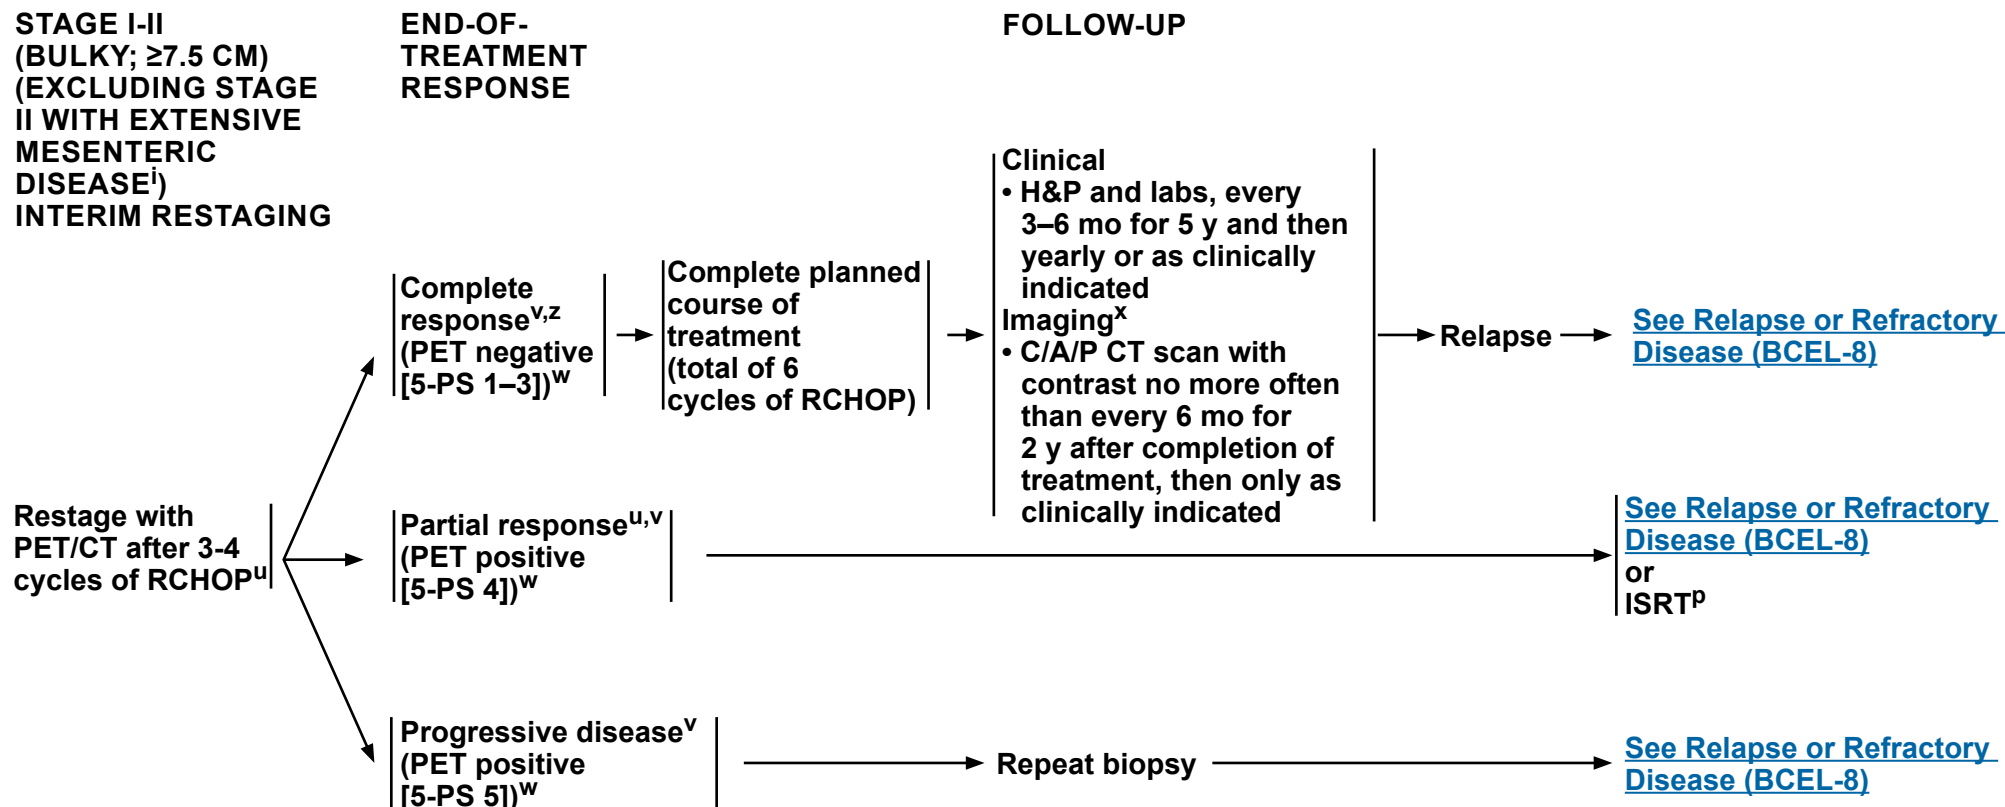 STAGE I-II
(BULKY; ≥7.5 CM)
(EXCLUDING STAGE
II WITH EXTENSIVE
MESENTERIC
DISEASEⁱ)
INTERIM RESTAGING
END-OF-
TREATMENT
RESPONSE
FOLLOW-UP
Restage with
PET/CT after 3-4
cycles of RCHOPᵘ
Complete
responseᵛ,ᶻ
(PET negative
[5-PS 1–3])ʷ
Complete planned
course of
treatment
(total of 6
cycles of RCHOP)
Clinical
• H&P and labs, every
3–6 mo for 5 y and then
yearly or as clinically
indicated
Imagingˣ
• C/A/P CT scan with
contrast no more often
than every 6 mo for
2 y after completion of
treatment, then only as
clinically indicated
Relapse
See Relapse or Refractory
Disease (BCEL-8)
Partial responseᵘ,ᵛ
(PET positive
[5-PS 4])ʷ
See Relapse or Refractory
Disease (BCEL-8)
or
ISRTᵖ
Progressive diseaseᵛ
(PET positive
[5-PS 5])ʷ
Repeat biopsy
See Relapse or Refractory
Disease (BCEL-8)